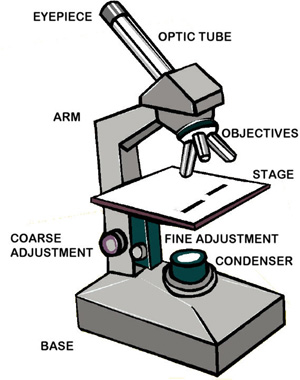 EYEPIECE
OPTIC TUBE
ARM
OBJECTIVES
STAGE
COARSE
ADJUSTMENT
FINE ADJUSTMENT
CONDENSER
BASE